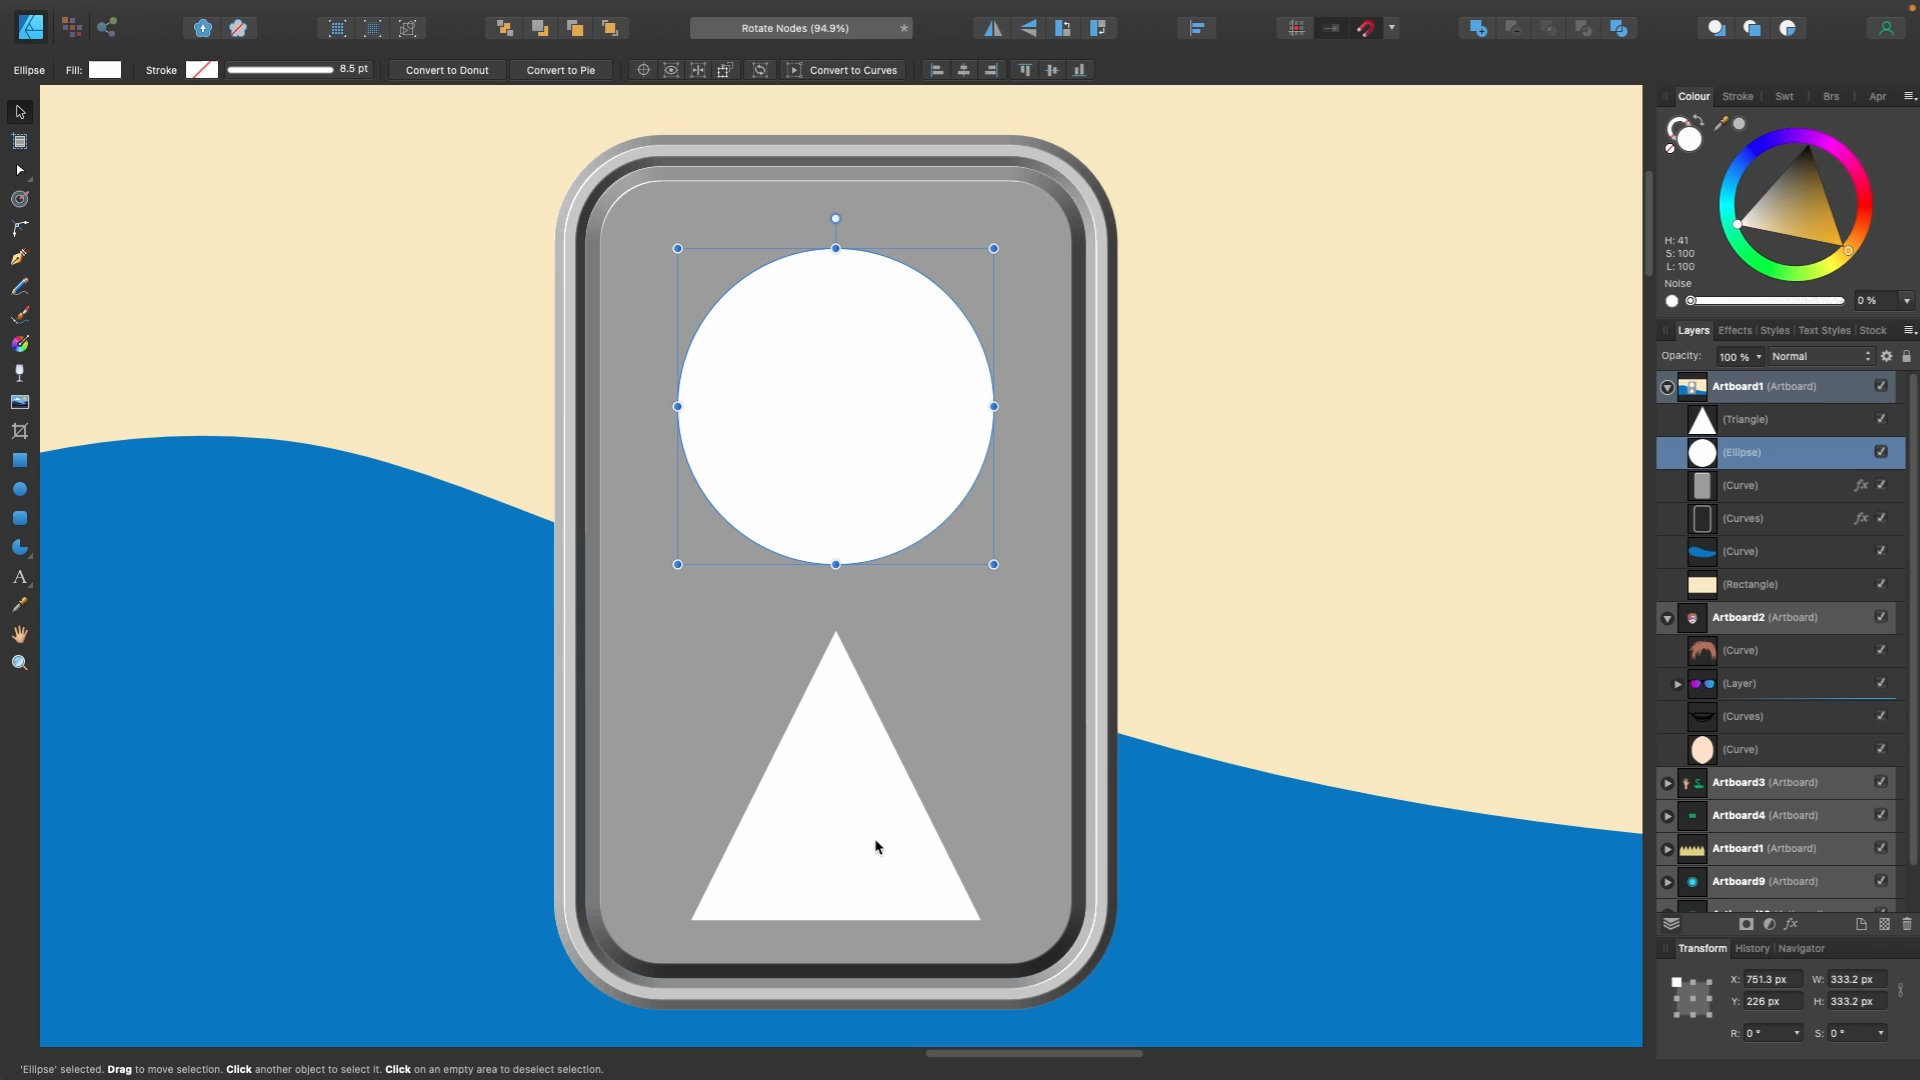 Rotate Nodes (94.9%)
Ellipse Fill: Stroke 8.5 pt Convert to Donut Convert to Pie Convert to Curves
Colour Stroke Swt Brs Apr
H: 41
S: 100
L: 100
Noise
0 %
Layers Effects Styles Text Styles Stock
Opacity: 100 % Normal
Artboard1 (Artboard)
(Triangle)
(Ellipse)
(Curve) fx
(Curves) fx
(Curve)
(Rectangle)
Artboard2 (Artboard)
(Curve)
(Layer)
(Curves)
(Curve)
Artboard3 (Artboard)
Artboard4 (Artboard)
Artboard1 (Artboard)
Artboard9 (Artboard)
fx
Transform History Navigator
X: 751.3 px W: 333.2 px
Y: 226 px H: 333.2 px
R: 0 ° S: 0 °
A
'Ellipse' selected. Drag to move selection. Click another object to select it. Click on an empty area to deselect selection.